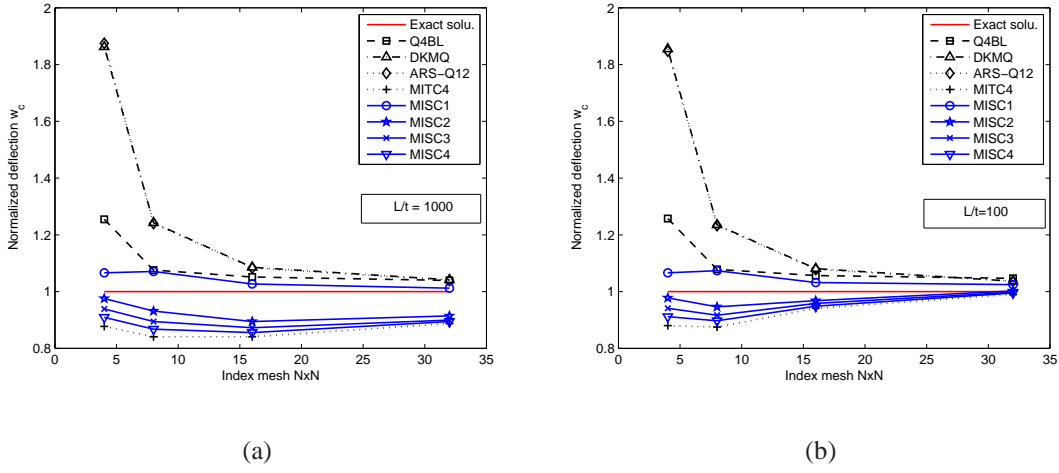 2
1.8
1.6
1.4
1.2
1
0.8
0 5 10 15 20 25 30 35
Index mesh NxN
Normalized deflection w_c
Exact solu.
Q4BL
DKMQ
ARS−Q12
MITC4
MISC1
MISC2
MISC3
MISC4
L/t = 1000
(a)
2
1.8
1.6
1.4
1.2
1
0.8
0 5 10 15 20 25 30 35
Index mesh NxN
Normalized deflection w_c
Exact solu.
Q4BL
DKMQ
ARS−Q12
MITC4
MISC1
MISC2
MISC3
MISC4
L/t=100
(b)